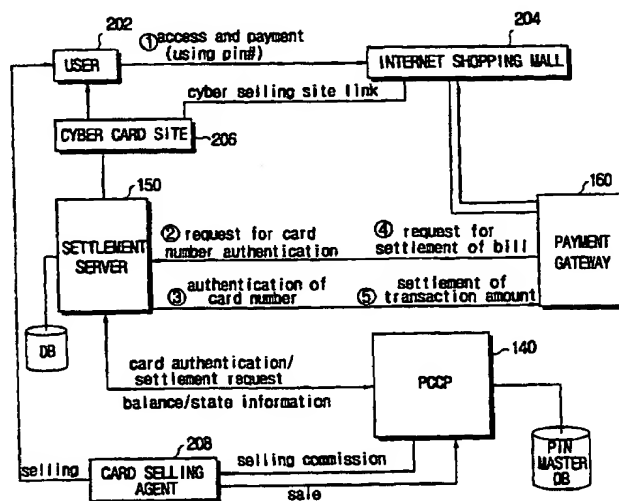 202
① access and payment
(using pin#)
204
USER
INTERNET SHOPPING MALL
cyber selling site link
CYBER CARD SITE
206
150
160
SETTLEMENT
SERVER
② request for card
number authentication
④ request for
settlement of bill
PAYMENT
GATEWAY
③ authentication of
card number
⑤ settlement of
transaction amount
DB
140
card authentication/
settlement request
balance/state information
PCCP
208
selling
CARD SELLING
AGENT
selling commission
sale
PIN
MASTER
DB